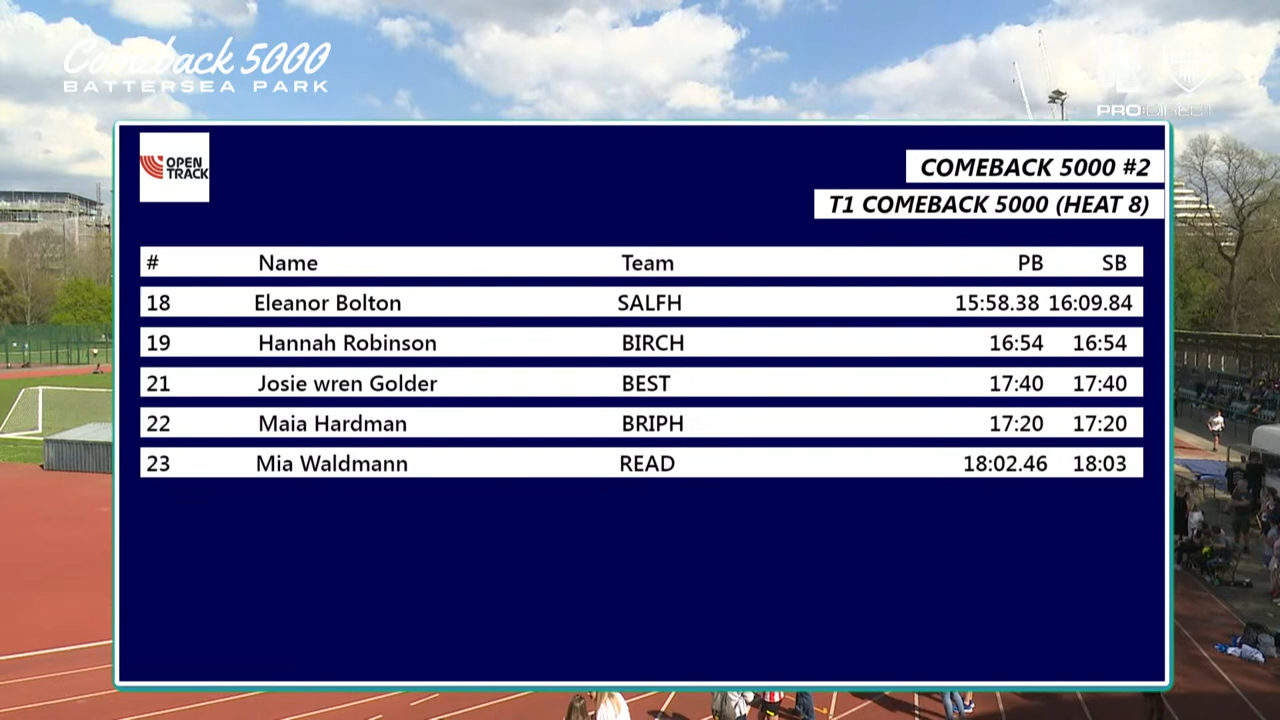 Comeback 5000
BATTERSEA PARK
PRO:DIRECT
OPEN
TRACK
COMEBACK 5000 #2
T1 COMEBACK 5000 (HEAT 8)
# Name Team PB SB
18 Eleanor Bolton SALFH 15:58.38 16:09.84
19 Hannah Robinson BIRCH 16:54 16:54
21 Josie wren Golder BEST 17:40 17:40
22 Maia Hardman BRIPH 17:20 17:20
23 Mia Waldmann READ 18:02.46 18:03